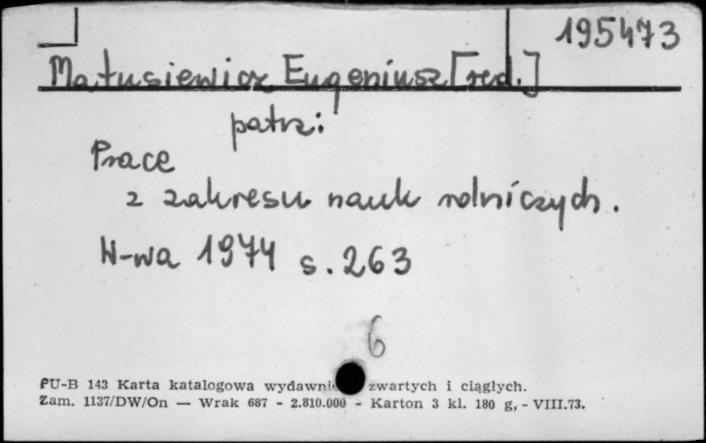 195473
Matusiewicz Eugeniusz [red.]
patrz:
Prace
z zakresu nauk rolniczych.
W-wa 1974 s. 263
6
PU-B 143 Karta katalogowa wydawni zwartych i ciągłych.
Zam. 1137/DW/On — Wrak 687 - 2.810.000 - Karton 3 kl. 180 g, - VIII.73.